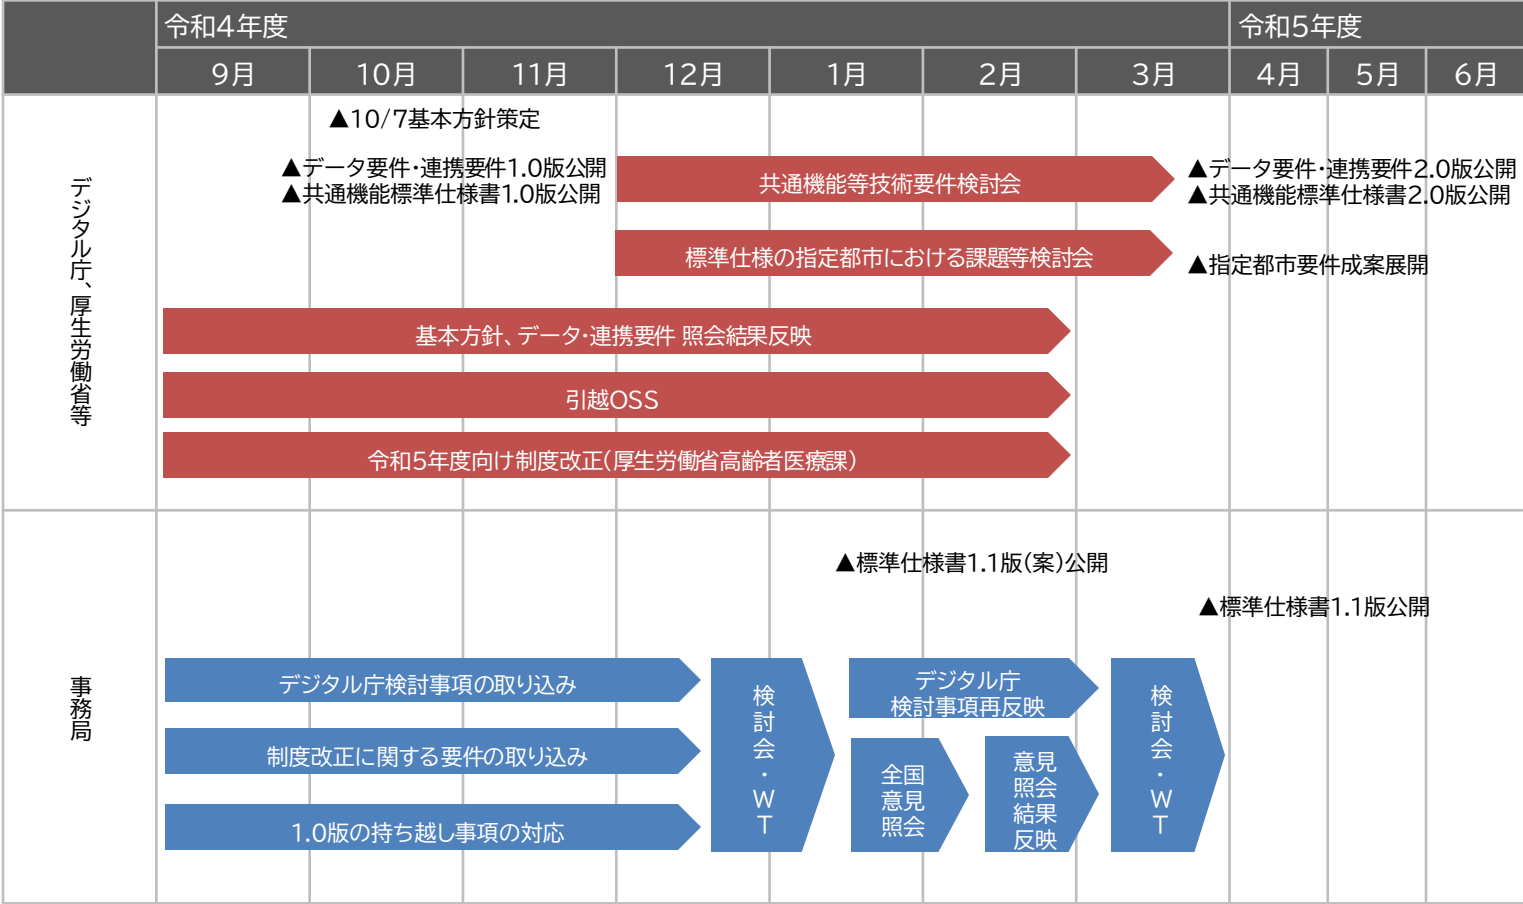 令和4年度
令和5年度
9月
10月
11月
12月
1月
2月
3月
4月
5月
6月
デジタル庁、厚生労働省等
▲10/7基本方針策定
▲データ要件・連携要件1.0版公開
▲共通機能標準仕様書1.0版公開
共通機能等技術要件検討会
▲データ要件・連携要件2.0版公開
▲共通機能標準仕様書2.0版公開
標準仕様の指定都市における課題等検討会
▲指定都市要件成案展開
基本方針、データ・連携要件 照会結果反映
引越OSS
令和5年度向け制度改正(厚生労働省高齢者医療課)
事務局
▲標準仕様書1.1版(案)公開
▲標準仕様書1.1版公開
デジタル庁検討事項の取り込み
制度改正に関する要件の取り込み
1.0版の持ち越し事項の対応
検討会・WT
デジタル庁
検討事項再反映
全国
意見
照会
意見
照会
結果
反映
検討会・WT